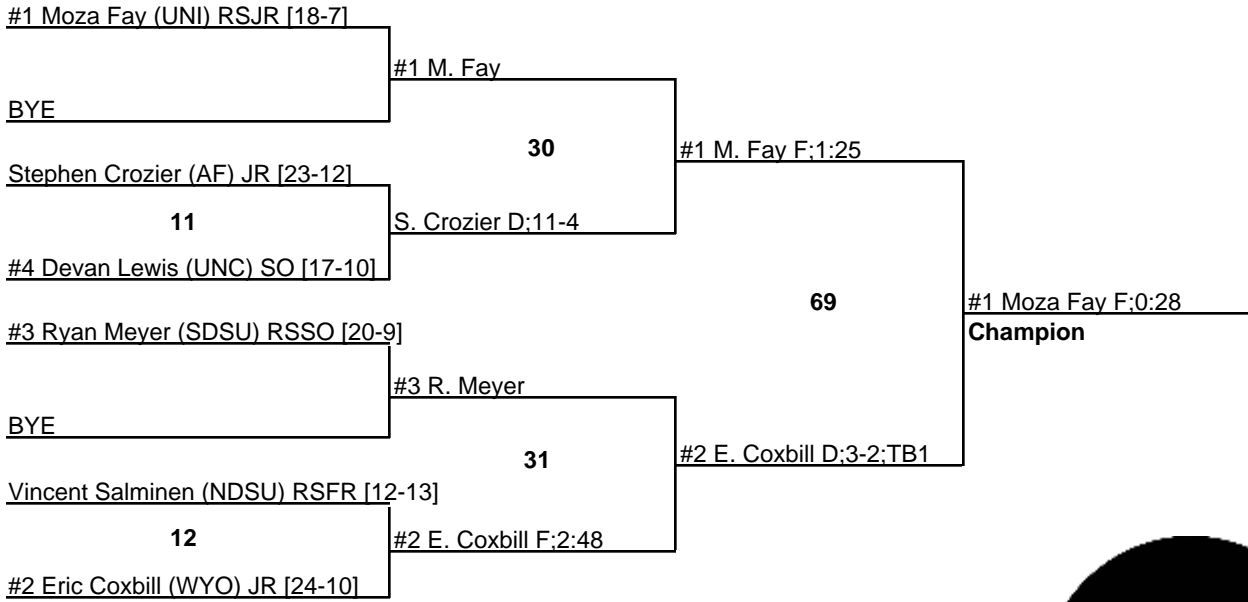 #1 Moza Fay (UNI) RSJR [18-7]
#1 M. Fay
BYE
30
#1 M. Fay F;1:25
Stephen Crozier (AF) JR [23-12]
11
S. Crozier D;11-4
#4 Devan Lewis (UNC) SO [17-10]
69
#1 Moza Fay F;0:28
Champion
#3 Ryan Meyer (SDSU) RSSO [20-9]
#3 R. Meyer
BYE
31
#2 E. Coxbill D;3-2;TB1
Vincent Salminen (NDSU) RSFR [12-13]
12
#2 E. Coxbill F;2:48
#2 Eric Coxbill (WYO) JR [24-10]